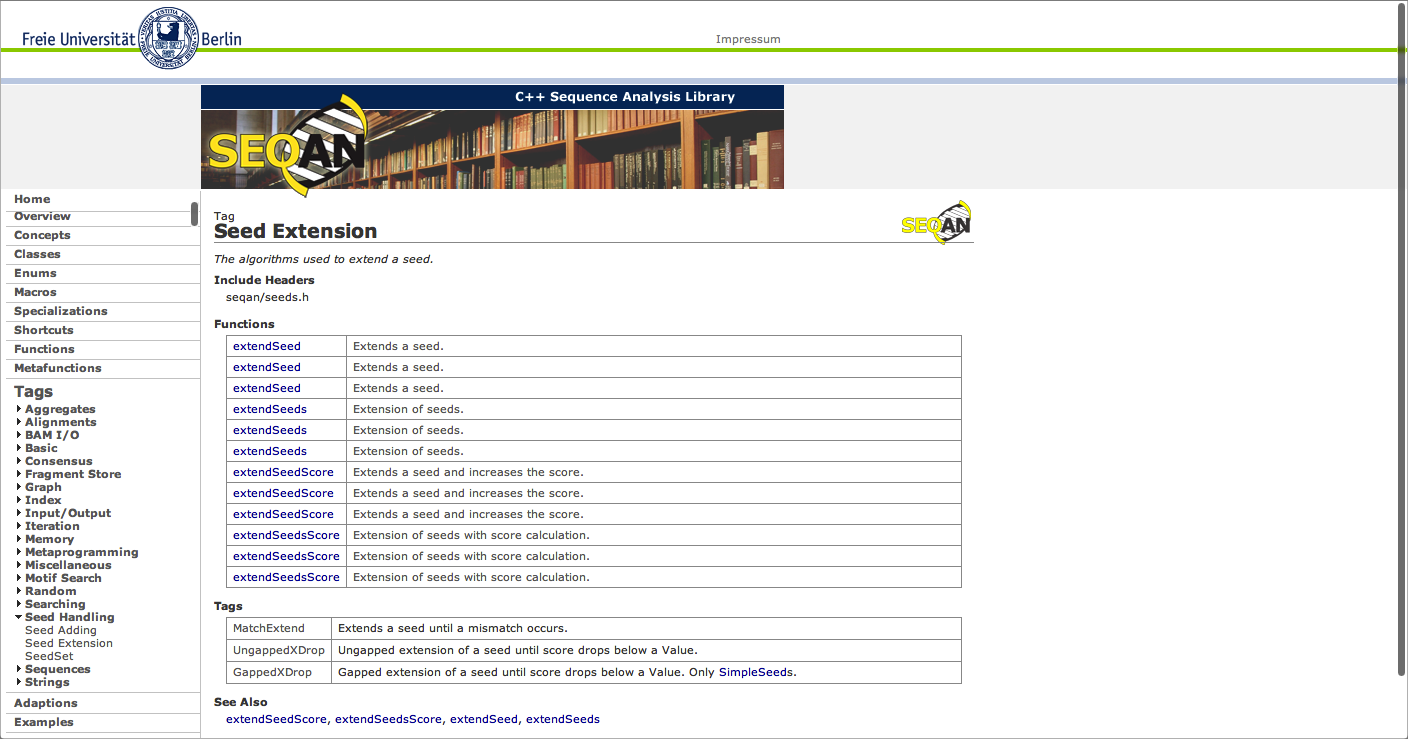 Freie Universität Berlin
Impressum
C++ Sequence Analysis Library
SEQAN
Home
Overview
Concepts
Classes
Enums
Macros
Specializations
Shortcuts
Functions
Metafunctions
Tags
Aggregates
Alignments
BAM I/O
Basic
Consensus
Fragment Store
Graph
Index
Input/Output
Iteration
Memory
Metaprogramming
Miscellaneous
Motif Search
Random
Searching
Seed Handling
Seed Adding
Seed Extension
SeedSet
Sequences
Strings
Adaptions
Examples
Tag
Seed Extension
SEQAN
The algorithms used to extend a seed.
Include Headers
seqan/seeds.h
Functions
extendSeed Extends a seed.
extendSeed Extends a seed.
extendSeed Extends a seed.
extendSeeds Extension of seeds.
extendSeeds Extension of seeds.
extendSeeds Extension of seeds.
extendSeedScore Extends a seed and increases the score.
extendSeedScore Extends a seed and increases the score.
extendSeedScore Extends a seed and increases the score.
extendSeedsScore Extension of seeds with score calculation.
extendSeedsScore Extension of seeds with score calculation.
extendSeedsScore Extension of seeds with score calculation.
Tags
MatchExtend Extends a seed until a mismatch occurs.
UngappedXDrop Ungapped extension of a seed until score drops below a Value.
GappedXDrop Gapped extension of a seed until score drops below a Value. Only SimpleSeeds.
See Also
extendSeedScore, extendSeedsScore, extendSeed, extendSeeds